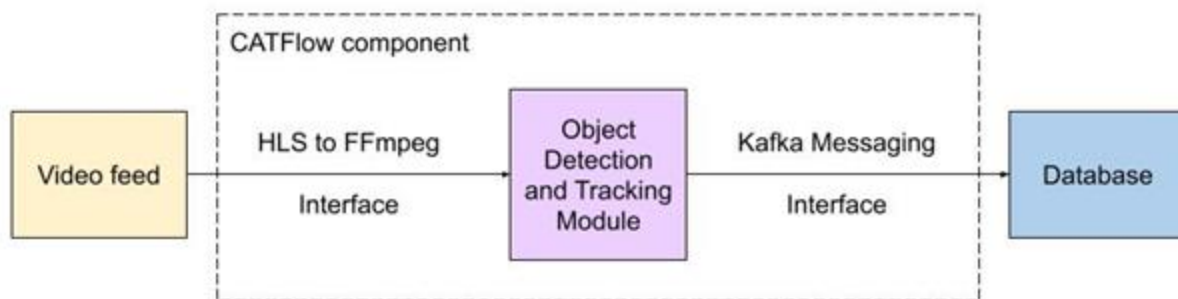 CATFlow component
Video feed
HLS to FFmpeg
Interface
Object
Detection
and Tracking
Module
Kafka Messaging
Interface
Database